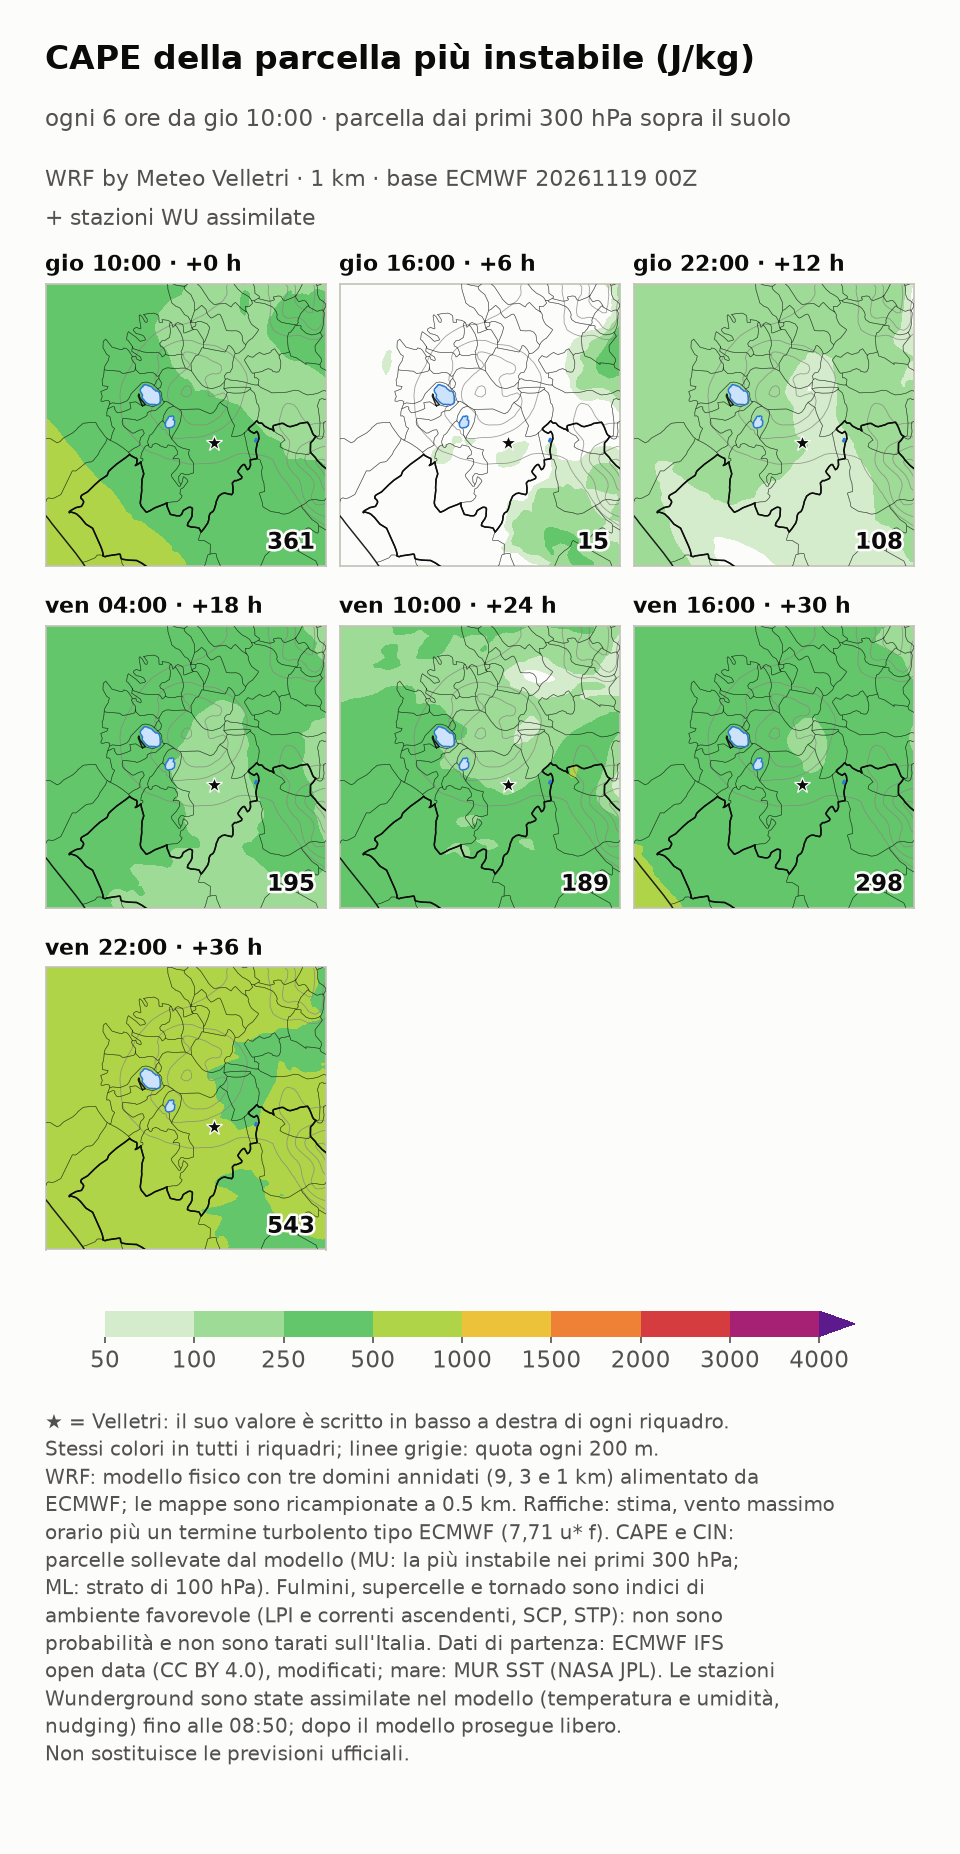 CAPE della parcella più instabile (J/kg)
ogni 6 ore da gio 10:00 · parcella dai primi 300 hPa sopra il suolo
WRF by Meteo Velletri · 1 km · base ECMWF 20261119 00Z
+ stazioni WU assimilate
gio 10:00 · +0 h
gio 16:00 · +6 h
gio 22:00 · +12 h
361
15
108
ven 04:00 · +18 h
ven 10:00 · +24 h
ven 16:00 · +30 h
195
189
298
ven 22:00 · +36 h
543
50 100 250 500 1000 1500 2000 3000 4000
★ = Velletri: il suo valore è scritto in basso a destra di ogni riquadro.
Stessi colori in tutti i riquadri; linee grigie: quota ogni 200 m.
WRF: modello fisico con tre domini annidati (9, 3 e 1 km) alimentato da
ECMWF; le mappe sono ricampionate a 0.5 km. Raffiche: stima, vento massimo
orario più un termine turbolento tipo ECMWF (7,71 u* f). CAPE e CIN:
parcelle sollevate dal modello (MU: la più instabile nei primi 300 hPa;
ML: strato di 100 hPa). Fulmini, supercelle e tornado sono indici di
ambiente favorevole (LPI e correnti ascendenti, SCP, STP): non sono
probabilità e non sono tarati sull'Italia. Dati di partenza: ECMWF IFS
open data (CC BY 4.0), modificati; mare: MUR SST (NASA JPL). Le stazioni
Wunderground sono state assimilate nel modello (temperatura e umidità,
nudging) fino alle 08:50; dopo il modello prosegue libero.
Non sostituisce le previsioni ufficiali.